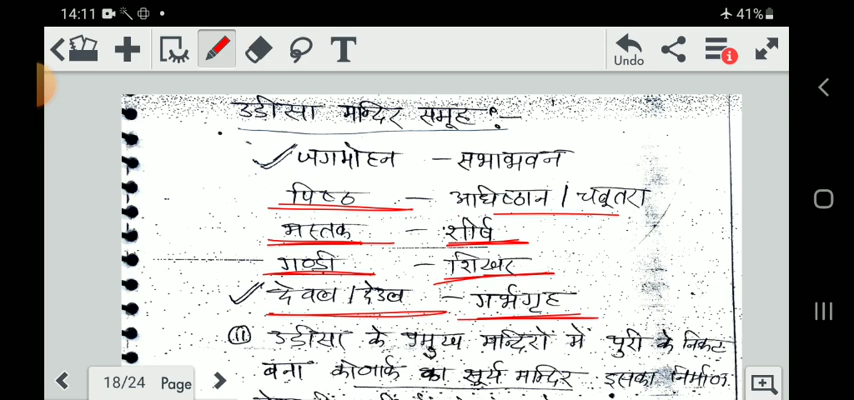 14:11 41%
Undo
उडीसा मन्दिर समूह :-
जगमोहन - सभाभवन
पिष्ठ - अधिष्ठान / चबूतरा
मस्तक - शीर्ष
गण्डी - शिखर
देवल / देउल - गर्भगृह
(11) उडीसा के प्रमुख मन्दिरों में पुरी के निकट
बना कोणार्क का सूर्य मन्दिर इसका निर्माण
18/24 Page